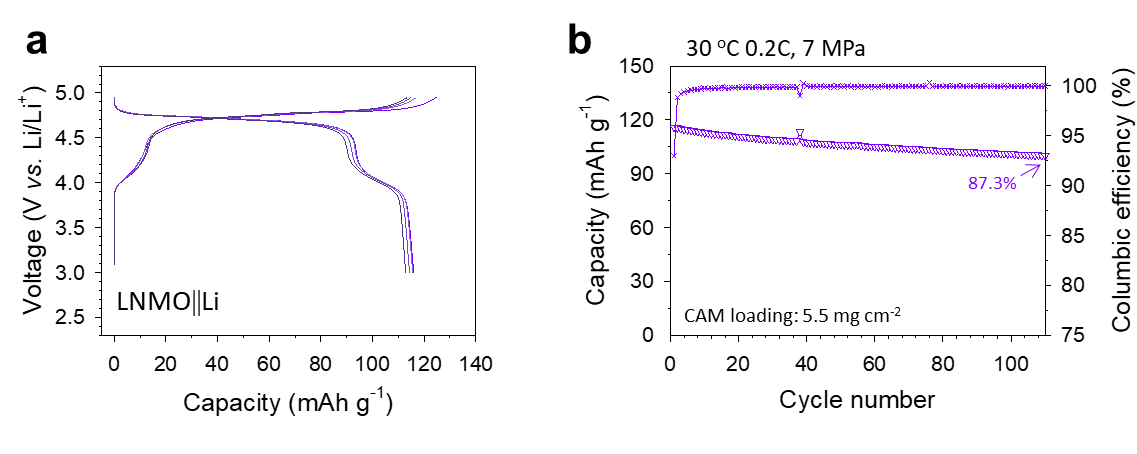 a
Voltage (V vs. Li/Li+)
5.0
4.5
4.0
3.5
3.0
2.5
LNMO||Li
0 20 40 60 80 100 120 140
Capacity (mAh g-1)
b
30 oC 0.2C, 7 MPa
Capacity (mAh g-1)
150
120
90
60
30
0
87.3%
CAM loading: 5.5 mg cm-2
0 20 40 60 80 100
Cycle number
100
95
90
85
80
75
Columbic efficiency (%)